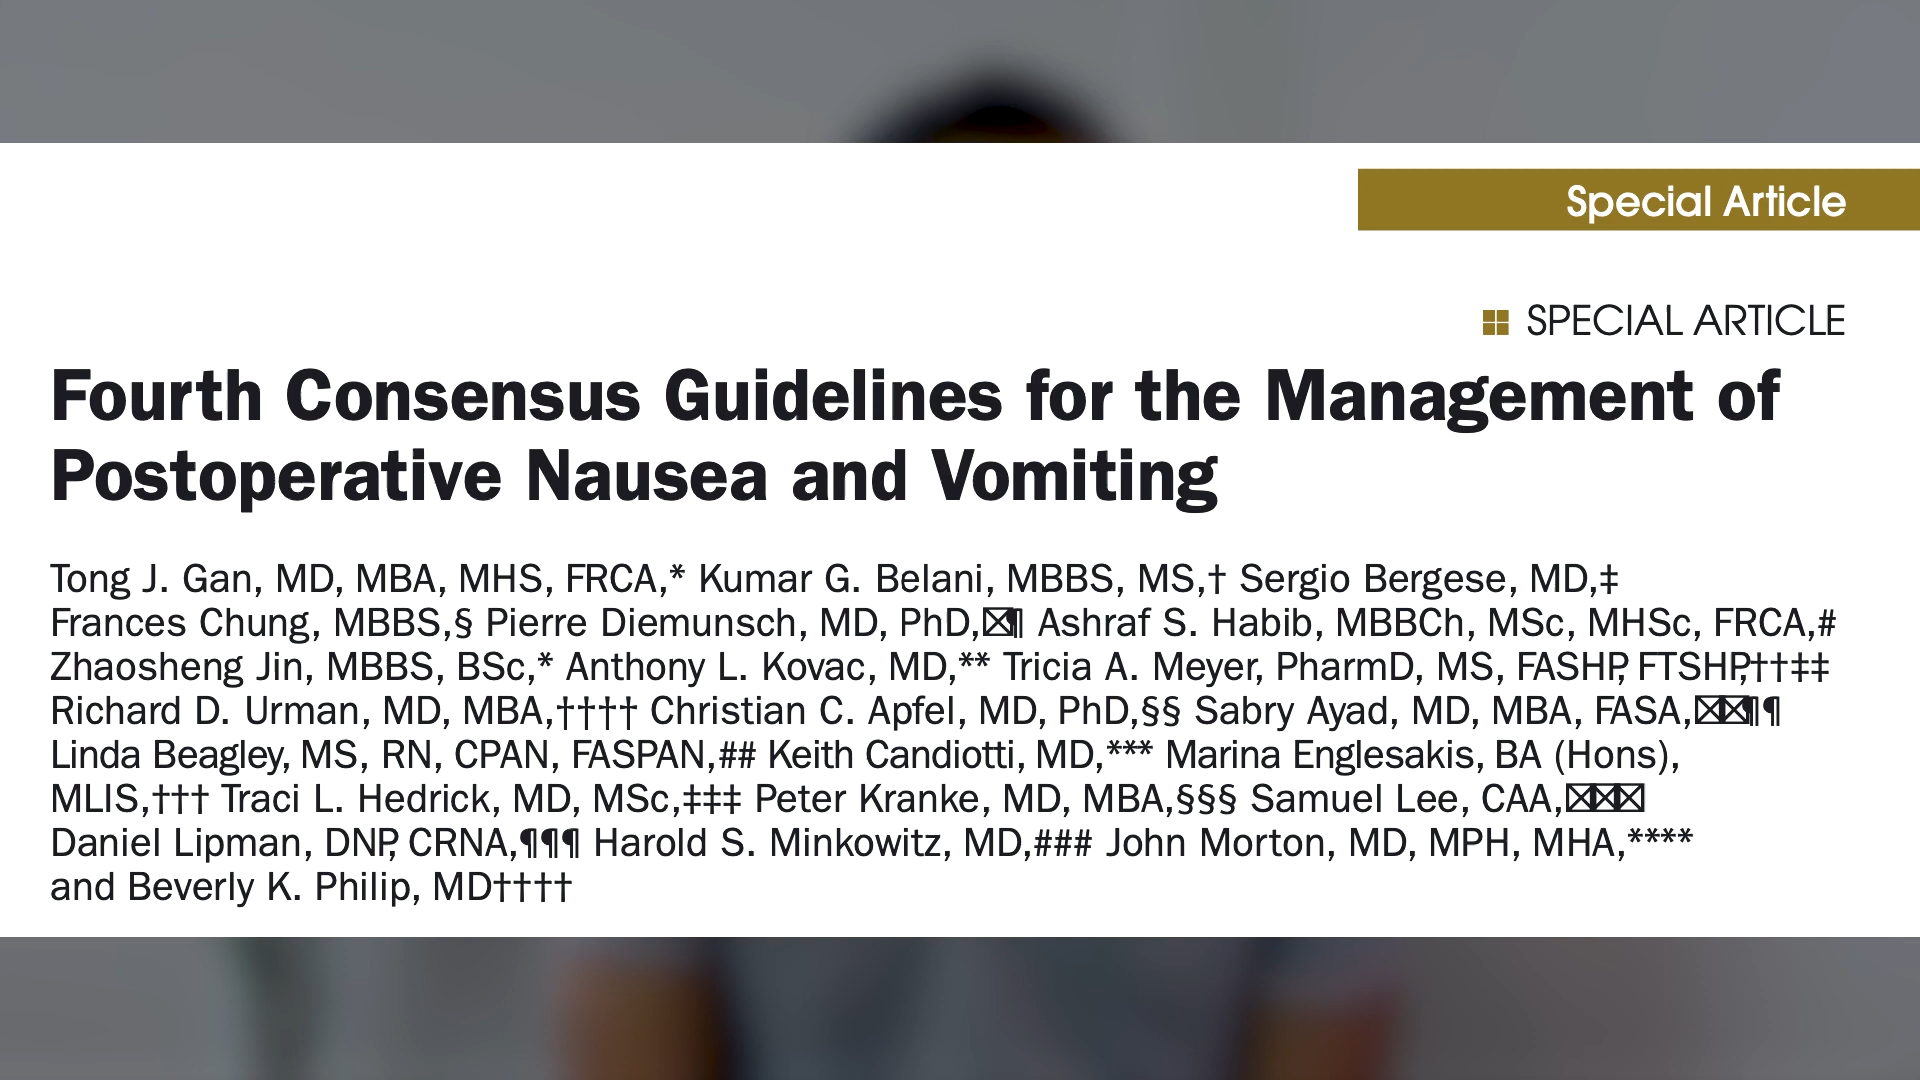 Special Article
SPECIAL ARTICLE
Fourth Consensus Guidelines for the Management of
Postoperative Nausea and Vomiting
Tong J. Gan, MD, MBA, MHS, FRCA,* Kumar G. Belani, MBBS, MS,† Sergio Bergese, MD,‡
Frances Chung, MBBS,§ Pierre Diemunsch, MD, PhD,☒¶ Ashraf S. Habib, MBBCh, MSc, MHSc, FRCA,#
Zhaosheng Jin, MBBS, BSc,* Anthony L. Kovac, MD,** Tricia A. Meyer, PharmD, MS, FASHP, FTSHP,††‡‡
Richard D. Urman, MD, MBA,†††† Christian C. Apfel, MD, PhD,§§ Sabry Ayad, MD, MBA, FASA,☒☒¶¶
Linda Beagley, MS, RN, CPAN, FASPAN,## Keith Candiotti, MD,*** Marina Englesakis, BA (Hons),
MLIS,††† Traci L. Hedrick, MD, MSc,‡‡‡ Peter Kranke, MD, MBA,§§§ Samuel Lee, CAA,☒☒☒
Daniel Lipman, DNP, CRNA,¶¶¶ Harold S. Minkowitz, MD,### John Morton, MD, MPH, MHA,****
and Beverly K. Philip, MD††††